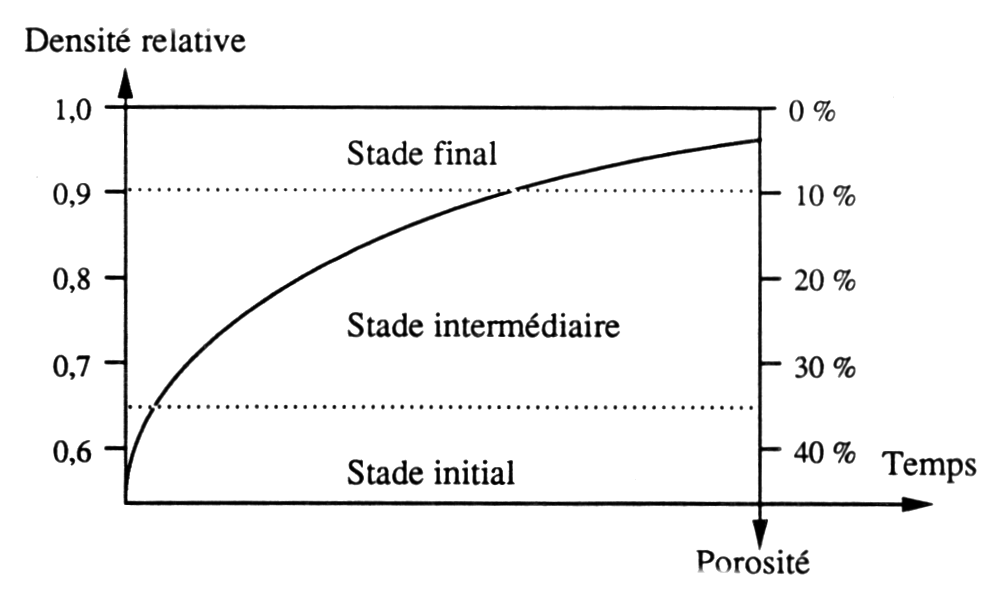 Densité relative
1,0
0 %
Stade final
0,9
10 %
0,8
20 %
Stade intermédiaire
0,7
30 %
0,6
40 %
Temps
Stade initial
Porosité